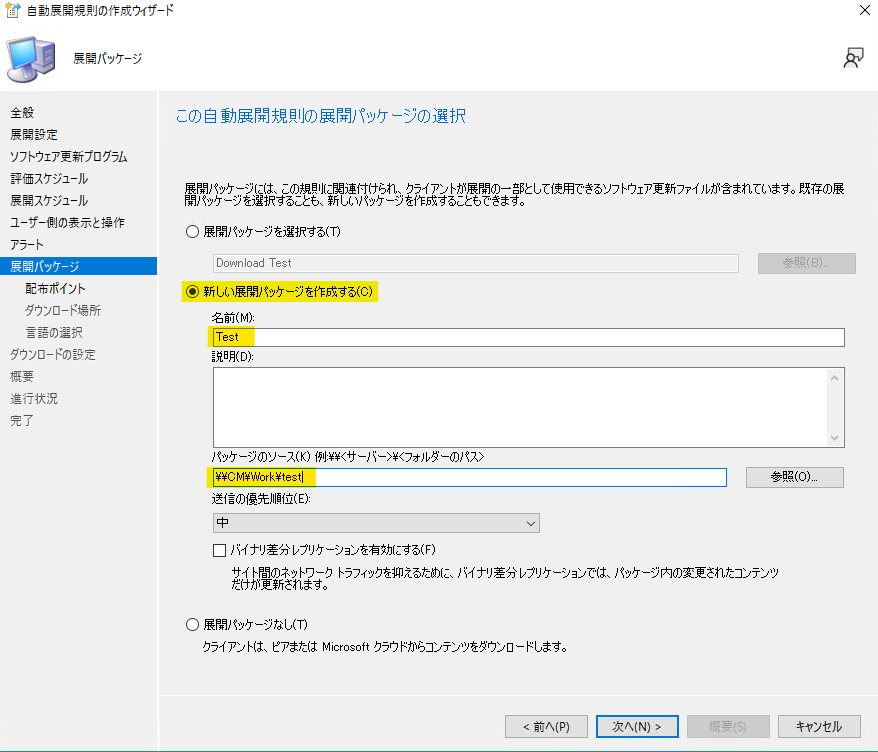 自動展開規則の作成ウィザード
展開パッケージ
全般
展開設定
ソフトウェア更新プログラム
評価スケジュール
展開スケジュール
ユーザー側の表示と操作
アラート
展開パッケージ
配布ポイント
ダウンロード場所
言語の選択
ダウンロードの設定
概要
進行状況
完了
この自動展開規則の展開パッケージの選択
展開パッケージには、この規則に関連付けられ、クライアントが展開の一部として使用できるソフトウェア更新ファイルが含まれています。既存の展
開パッケージを選択することも、新しいパッケージを作成することもできます。
展開パッケージを選択する(T)
Download Test
参照(B)...
新しい展開パッケージを作成する(C)
名前(M):
Test
説明(D):
パッケージのソース(K) 例:¥¥<サーバー>¥<フォルダーのパス>
¥¥CM¥Work¥test
参照(O)...
送信の優先順位(E):
中
バイナリ差分レプリケーションを有効にする(F)
サイト間のネットワーク トラフィックを抑えるために、バイナリ差分レプリケーションでは、パッケージ内の変更されたコンテンツ
だけが更新されます。
展開パッケージなし(T)
クライアントは、ピアまたは Microsoft クラウドからコンテンツをダウンロードします。
< 前へ(P)
次へ(N) >
概要(S)
キャンセル